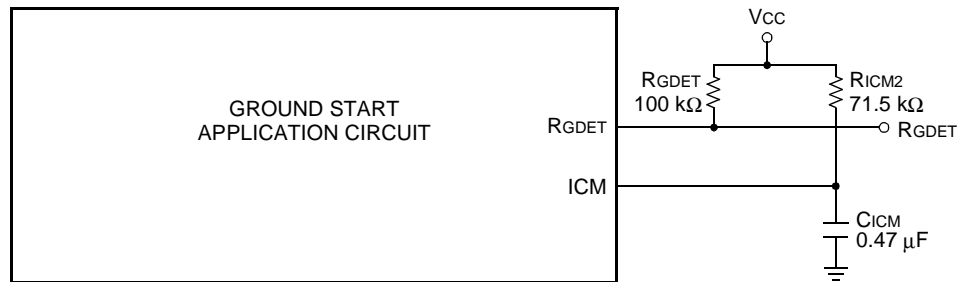 VCC
RGDET
100 kΩ
RICM2
71.5 kΩ
GROUND START
APPLICATION CIRCUIT
RGDET
RGDET
ICM
CICM
0.47 μF